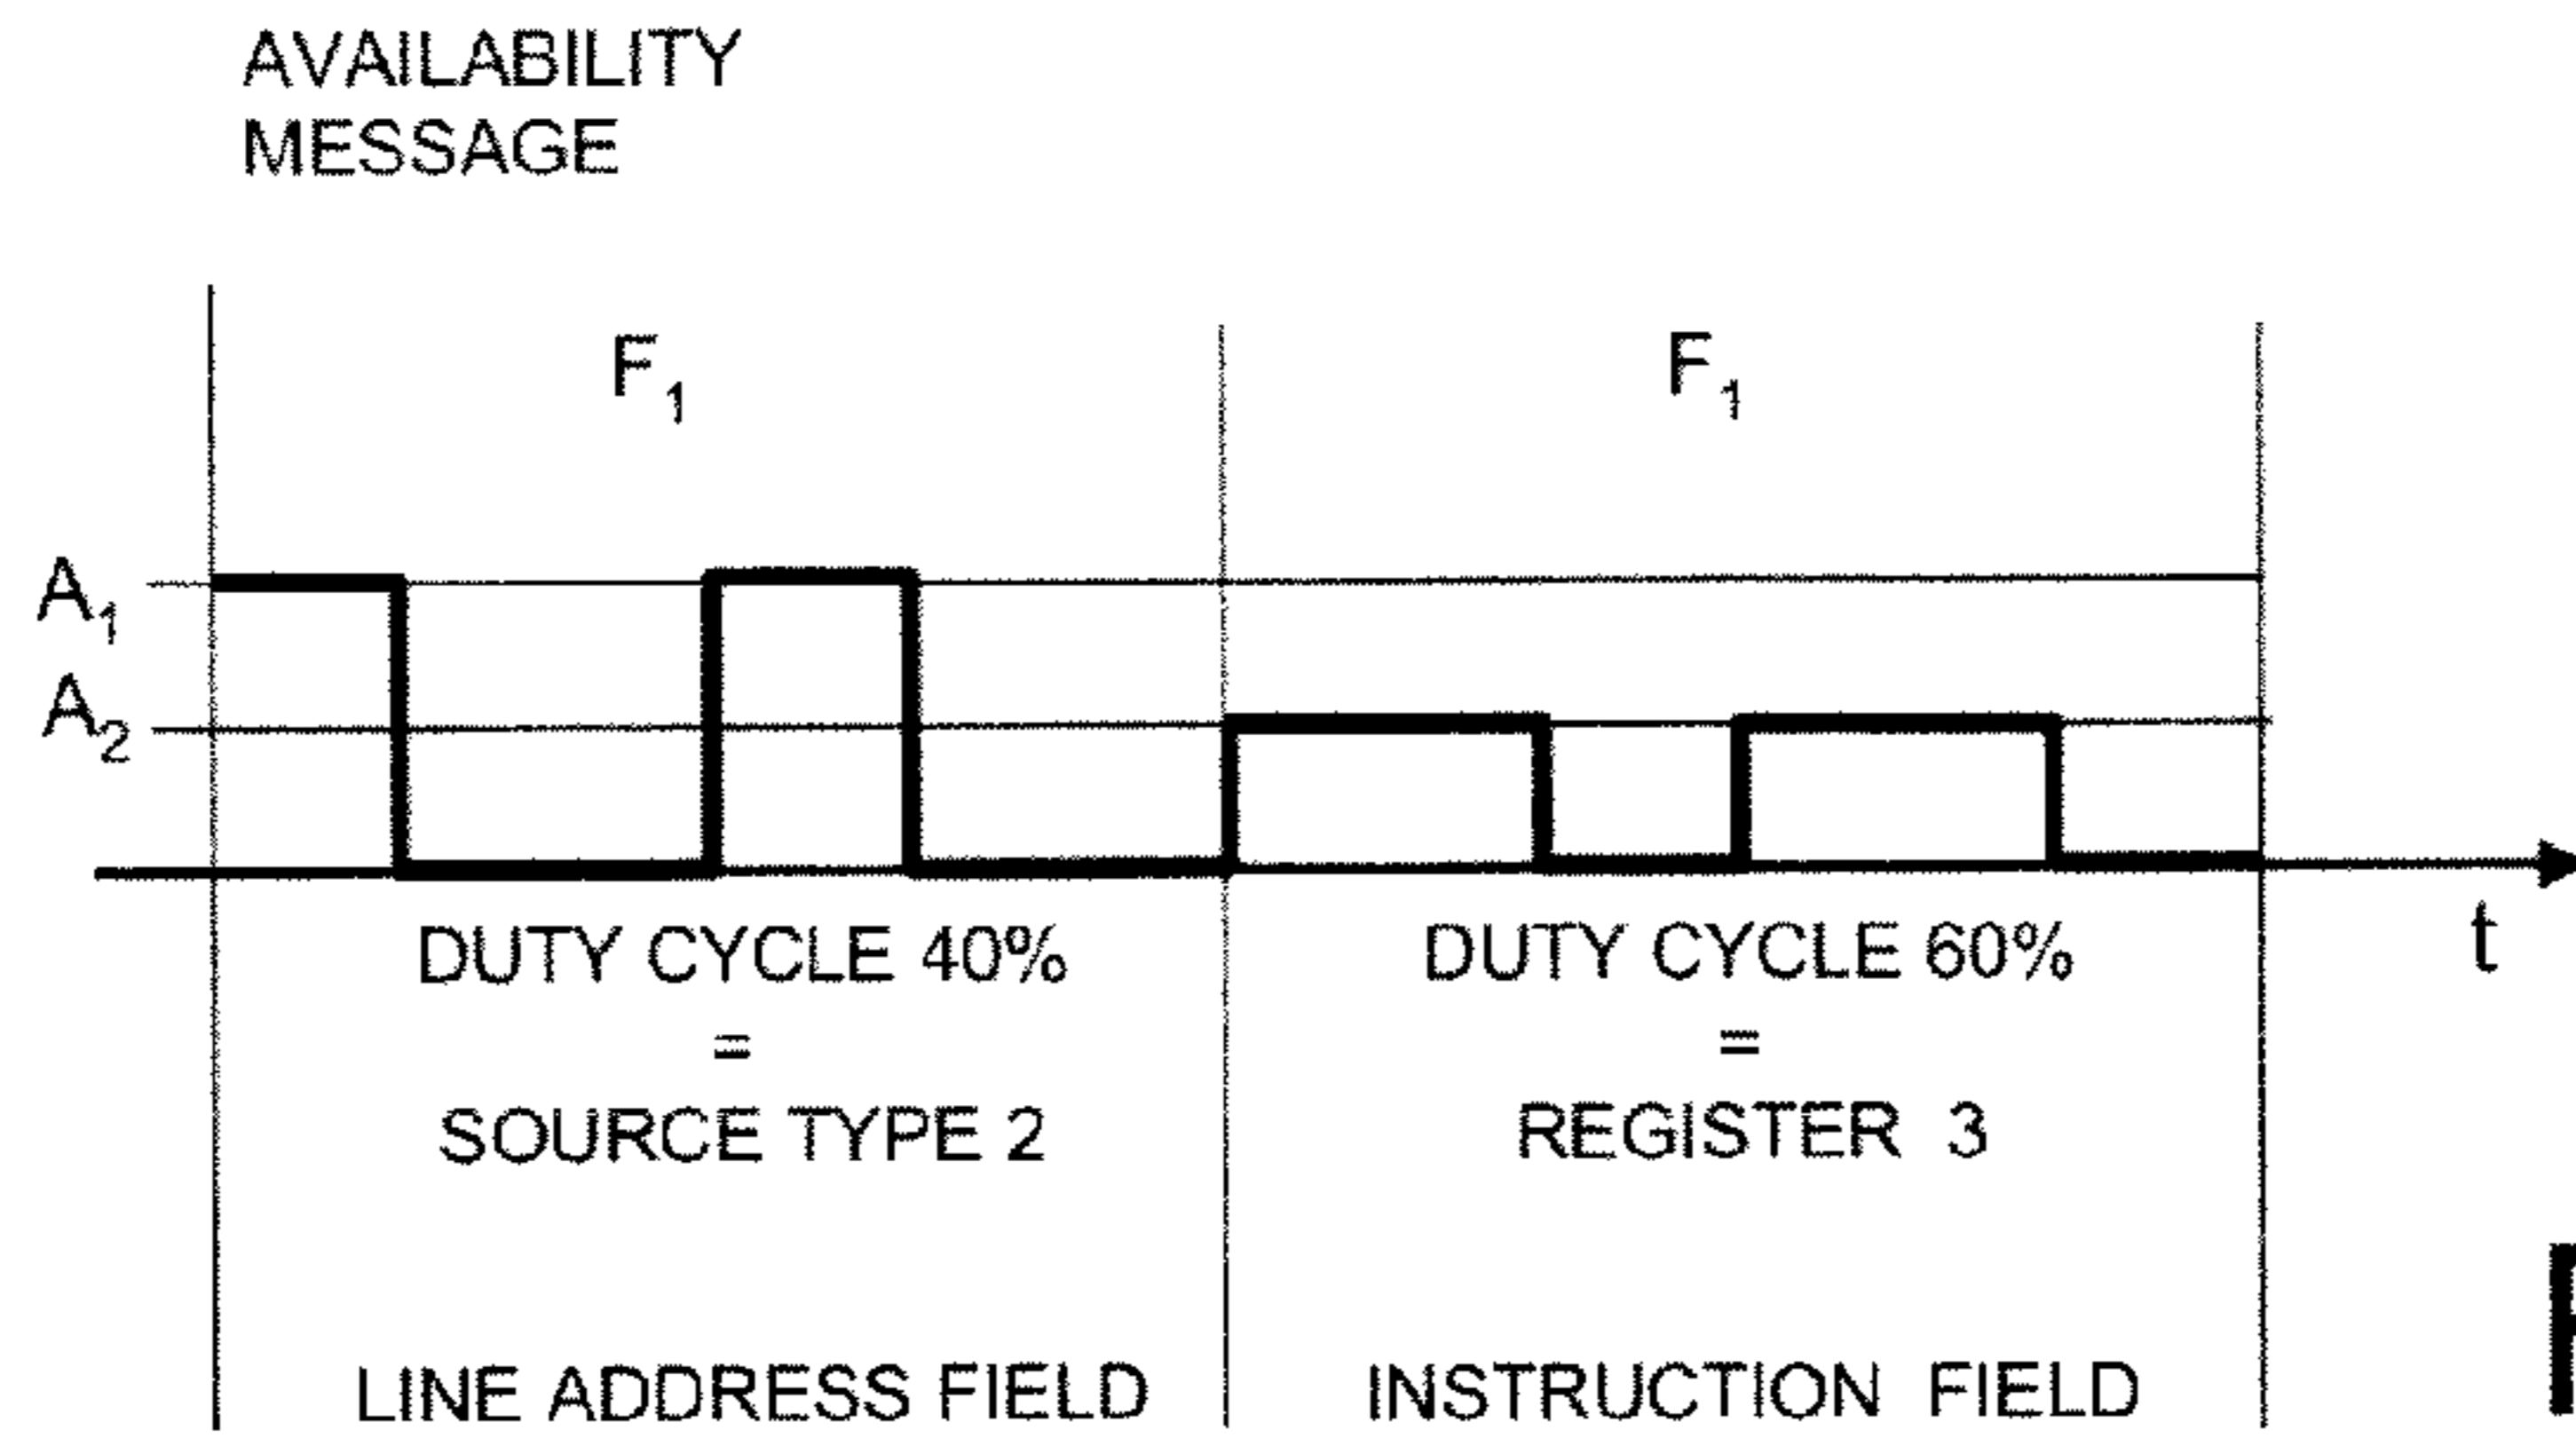 AVAILABILITY
MESSAGE
F1
F1
A1
A2
t
DUTY CYCLE 40%
=
SOURCE TYPE 2
DUTY CYCLE 60%
=
REGISTER 3
LINE ADDRESS FIELD
INSTRUCTION FIELD